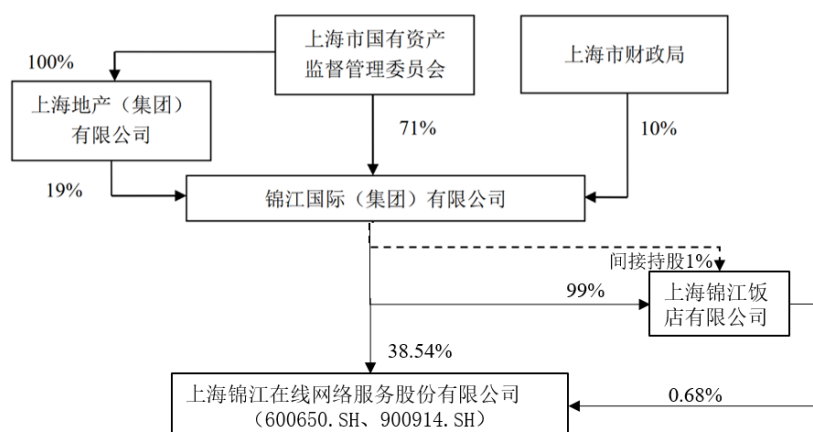 上海市国有资产
监督管理委员会
上海市财政局
100%
上海地产（集团）
有限公司
71%
10%
19%
锦江国际（集团）有限公司
间接持股1%
99%
上海锦江饭
店有限公司
38.54%
上海锦江在线网络服务股份有限公司
（600650.SH、900914.SH）
0.68%